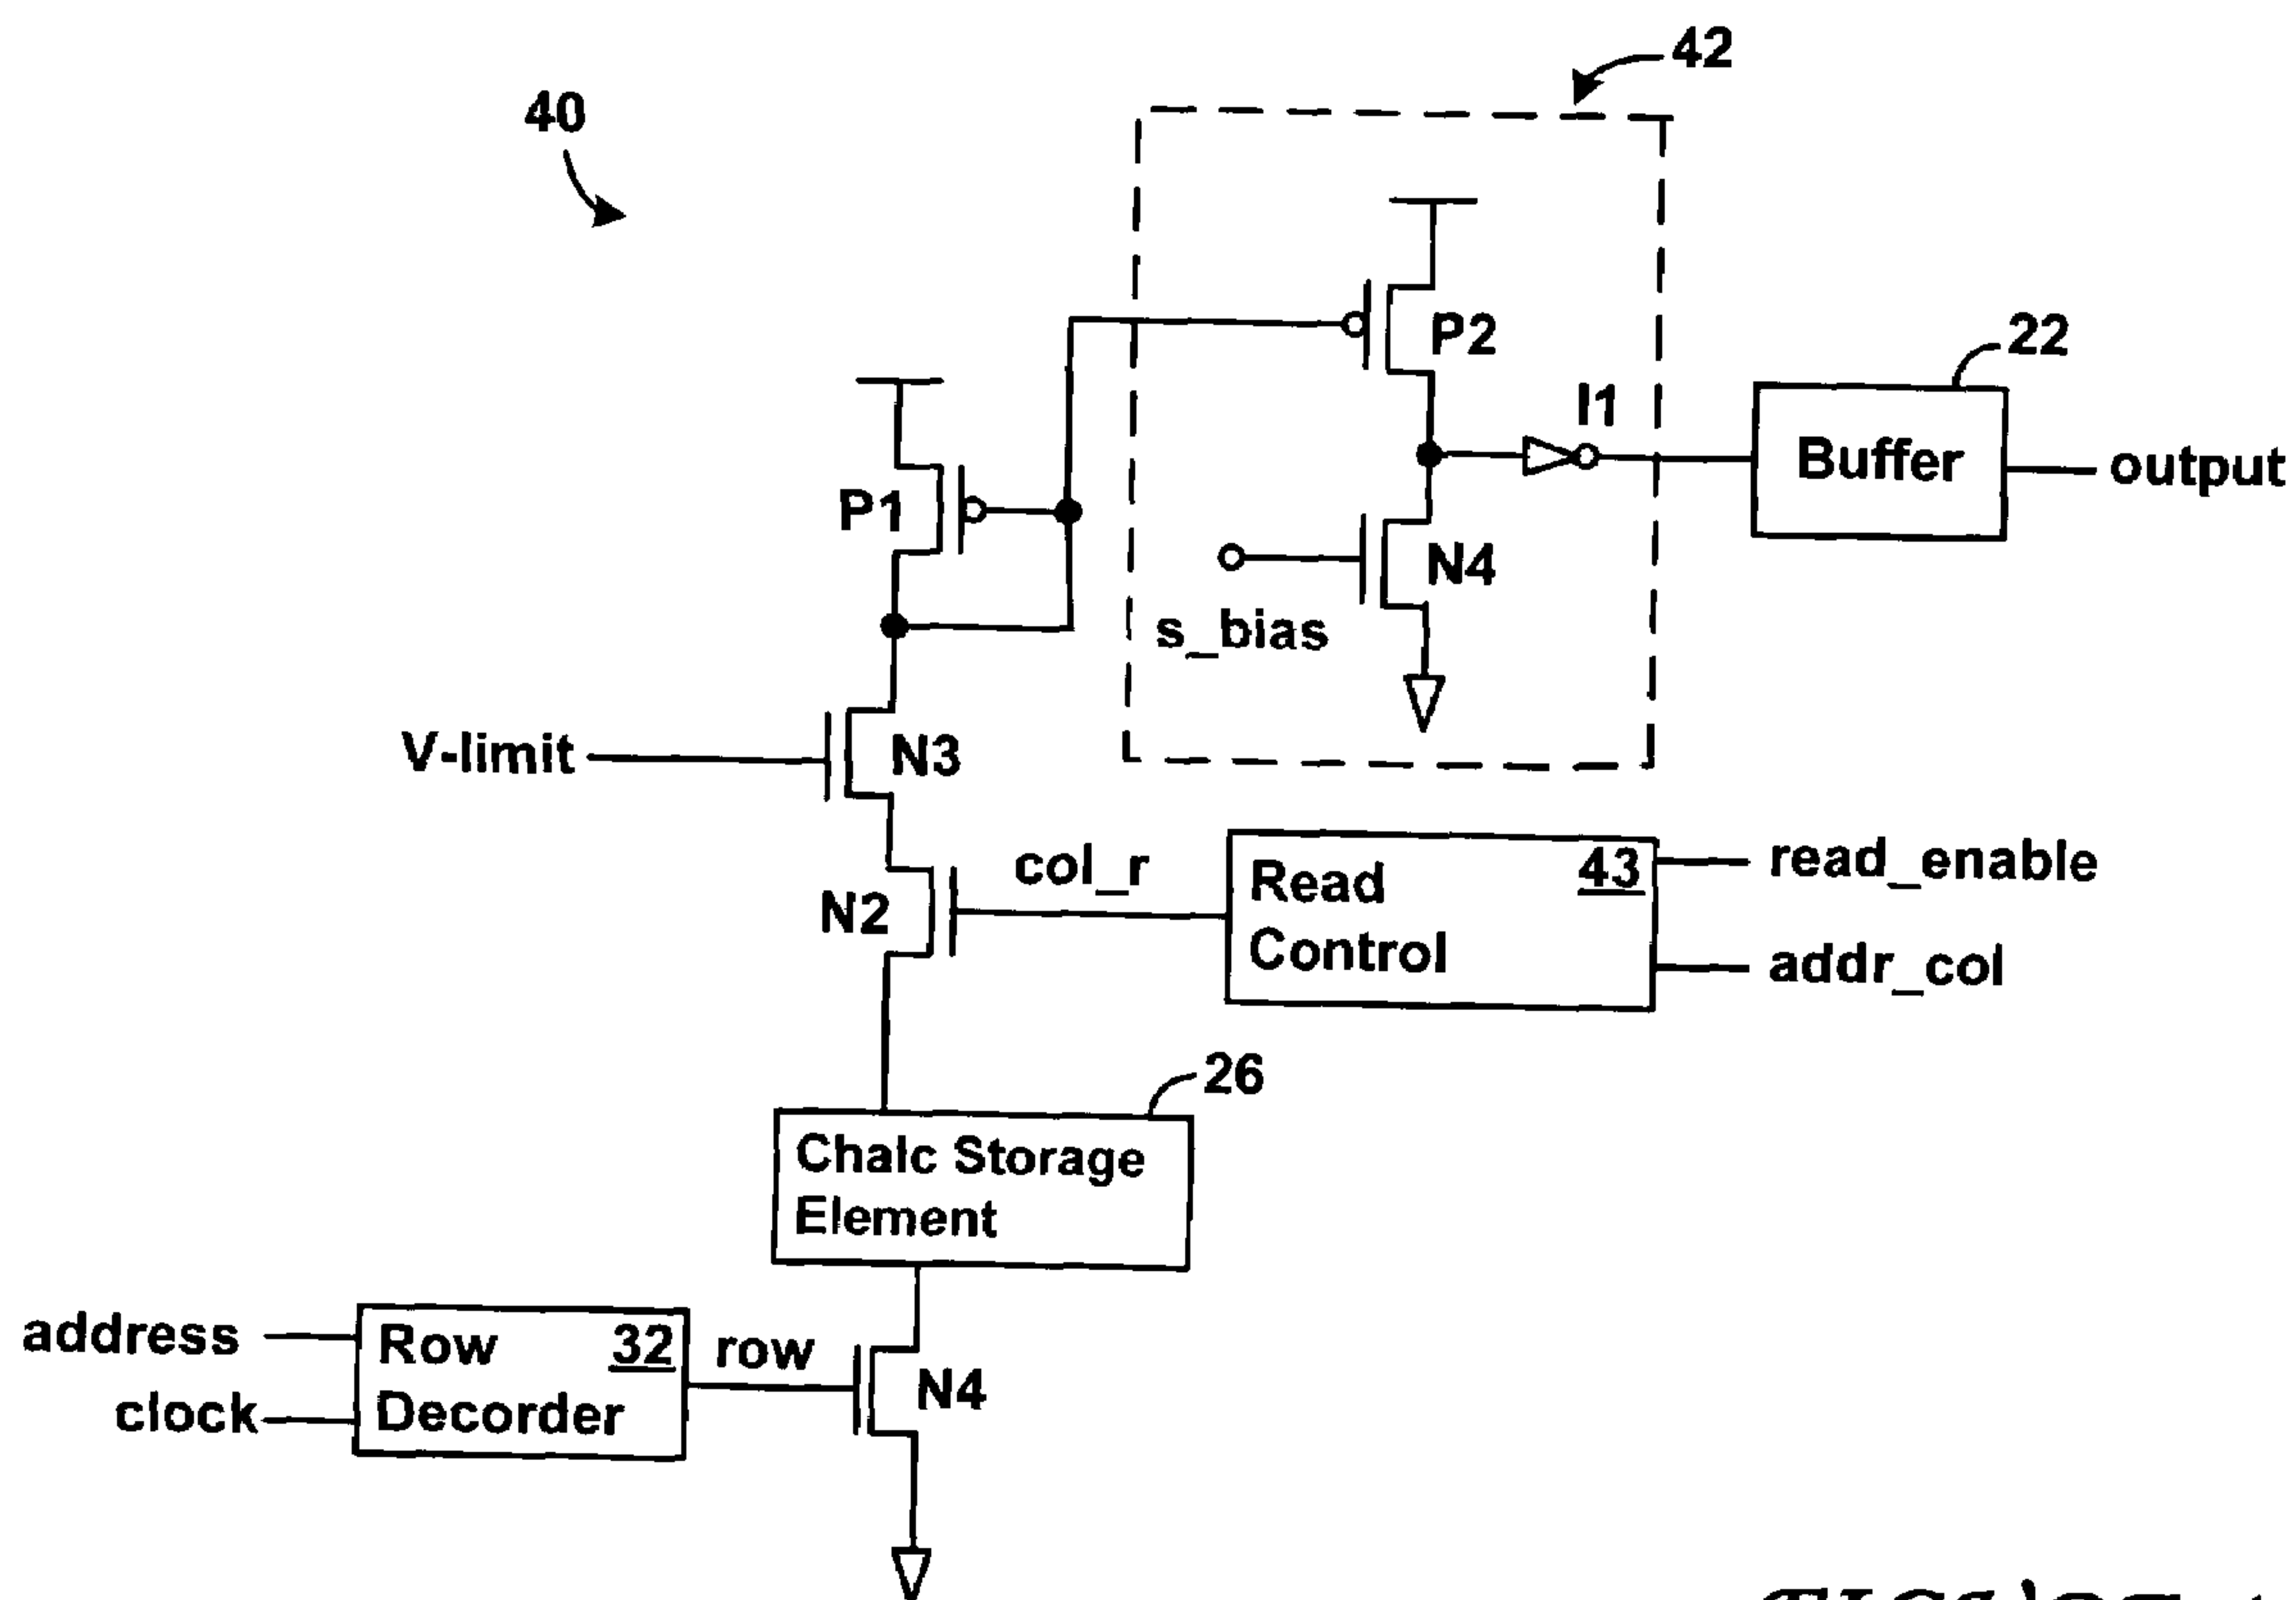 42
40
P2
22
I1
Buffer
output
P1
N4
s_bias
V-limit
N3
col_r
Read 43
Control
read_enable
addr_col
N2
26
Chalc Storage
Element
address
clock
Row 32
Decorder
row
N4